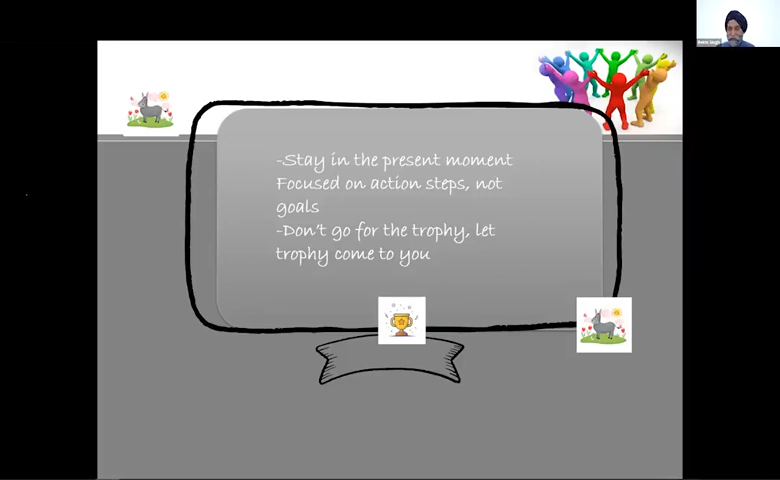 -Stay in the present moment
Focused on action steps, not
goals
-Don't go for the trophy, let
trophy come to you